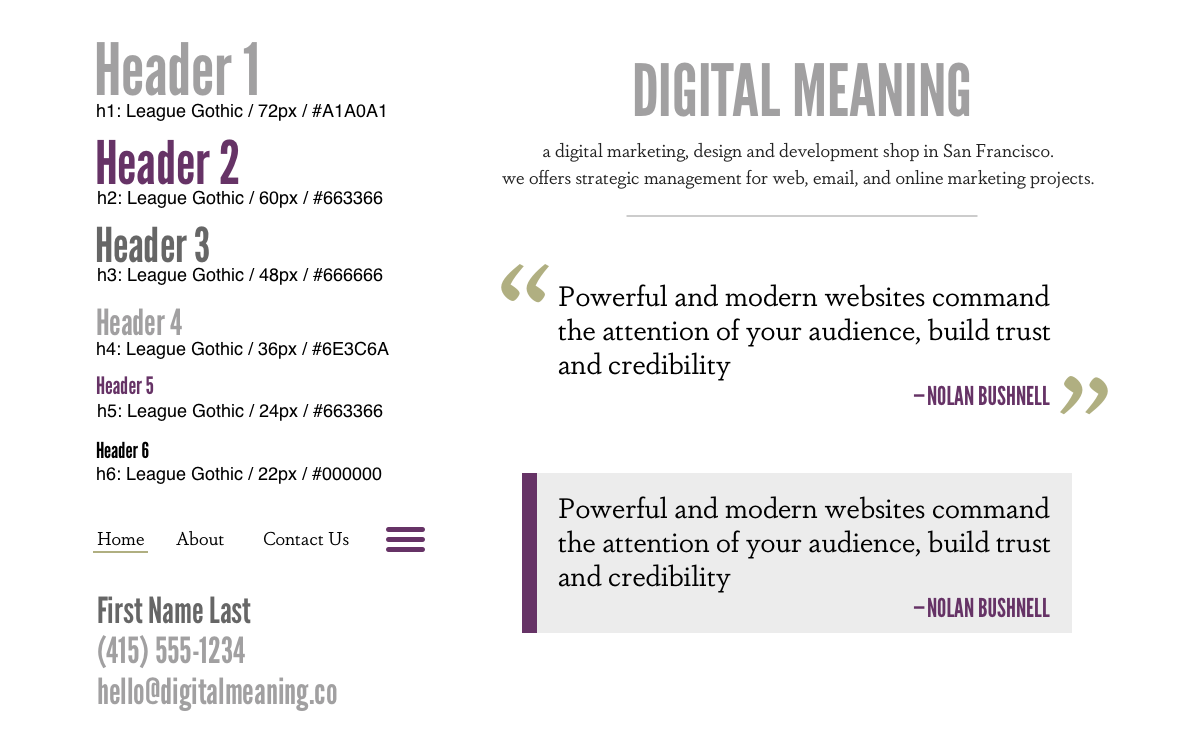 Header 1
h1: League Gothic / 72px / #A1A0A1
Header 2
h2: League Gothic / 60px / #663366
Header 3
h3: League Gothic / 48px / #666666
Header 4
h4: League Gothic / 36px / #6E3C6A
Header 5
h5: League Gothic / 24px / #663366
Header 6
h6: League Gothic / 22px / #000000
Home About Contact Us
First Name Last
(415) 555-1234
hello@digitalmeaning.co
DIGITAL MEANING
a digital marketing, design and development shop in San Francisco.
we offers strategic management for web, email, and online marketing projects.
“Powerful and modern websites command
the attention of your audience, build trust
and credibility
–NOLAN BUSHNELL”
Powerful and modern websites command
the attention of your audience, build trust
and credibility
–NOLAN BUSHNELL